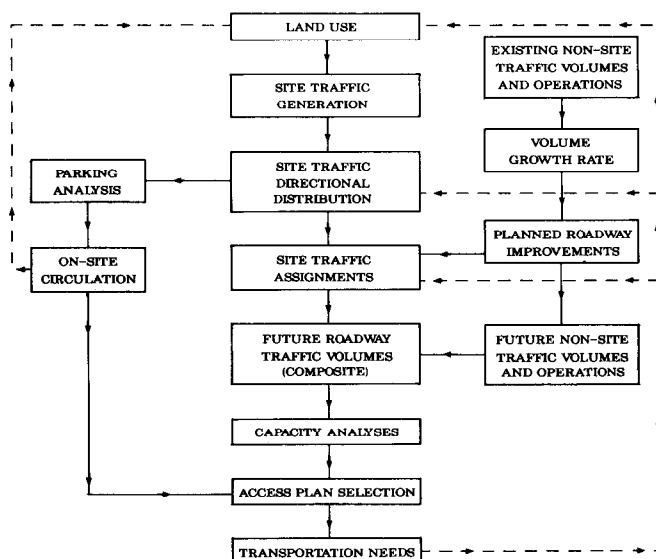 LAND USE
EXISTING NON-SITE
TRAFFIC VOLUMES
AND OPERATIONS
SITE TRAFFIC
GENERATION
VOLUME
GROWTH RATE
PARKING
ANALYSIS
SITE TRAFFIC
DIRECTIONAL
DISTRIBUTION
PLANNED ROADWAY
IMPROVEMENTS
ON-SITE
CIRCULATION
SITE TRAFFIC
ASSIGNMENTS
FUTURE ROADWAY
TRAFFIC VOLUMES
(COMPOSITE)
FUTURE NON-SITE
TRAFFIC VOLUMES
AND OPERATIONS
CAPACITY ANALYSES
ACCESS PLAN SELECTION
TRANSPORTATION NEEDS